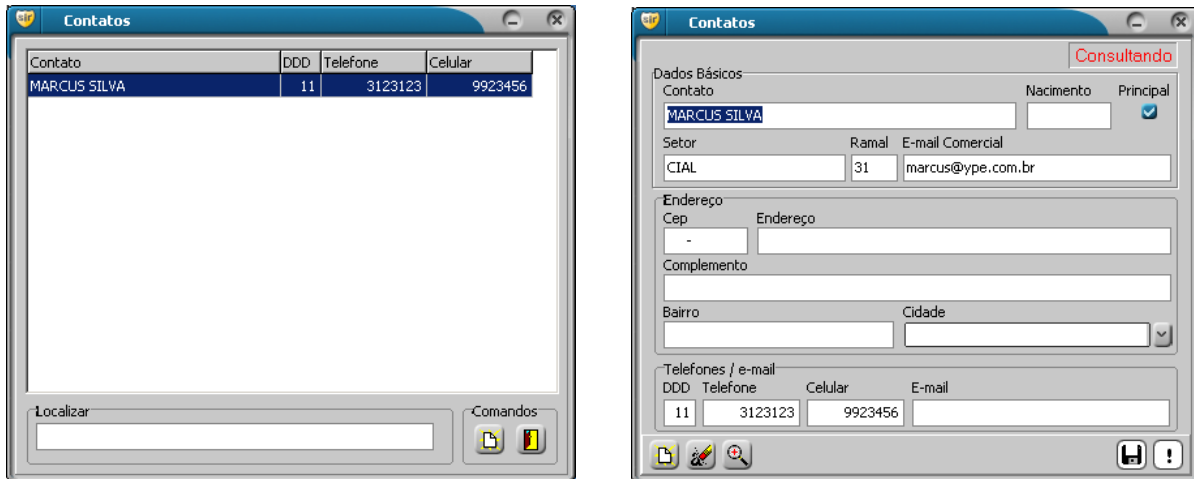 sir Contatos
Contato DDD Telefone Celular
MARCUS SILVA 11 3123123 9923456
Localizar
Comandos
sir Contatos
Consultando
Dados Básicos
Contato Nacimento Principal
MARCUS SILVA
Setor Ramal E-mail Comercial
CIAL 31 marcus@ype.com.br
Endereço
Cep Endereço
-
Complemento
Bairro Cidade
Telefones / e-mail
DDD Telefone Celular E-mail
11 3123123 9923456